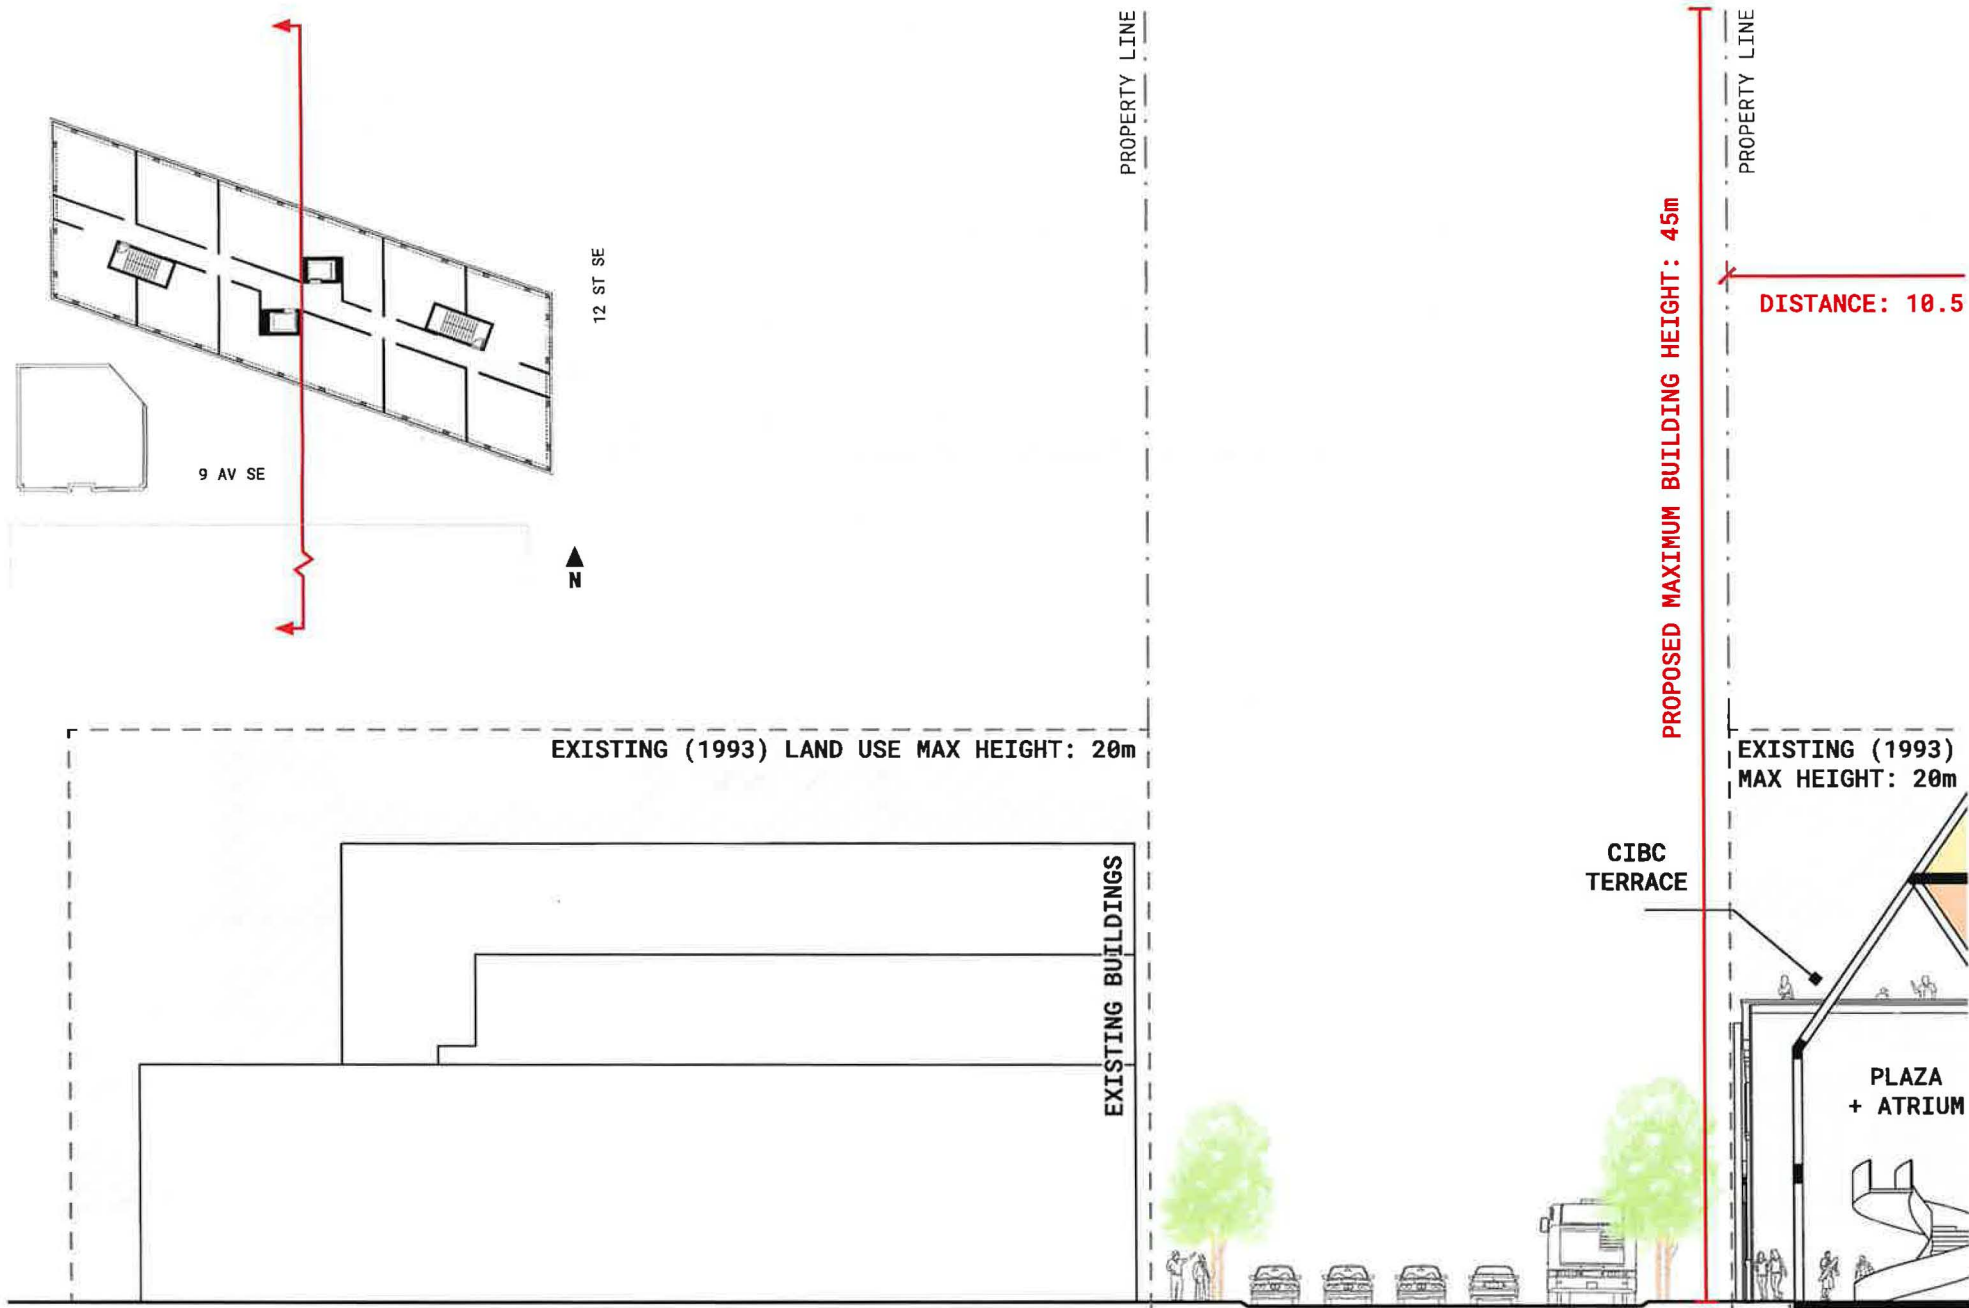 PROPERTY LINE
PROPERTY LINE
12 ST SE
9 AV SE
N
PROPOSED MAXIMUM BUILDING HEIGHT: 45m
DISTANCE: 10.5
EXISTING (1993) LAND USE MAX HEIGHT: 20m
EXISTING (1993)
MAX HEIGHT: 20m
EXISTING BUILDINGS
CIBC
TERRACE
PLAZA
+ ATRIUM